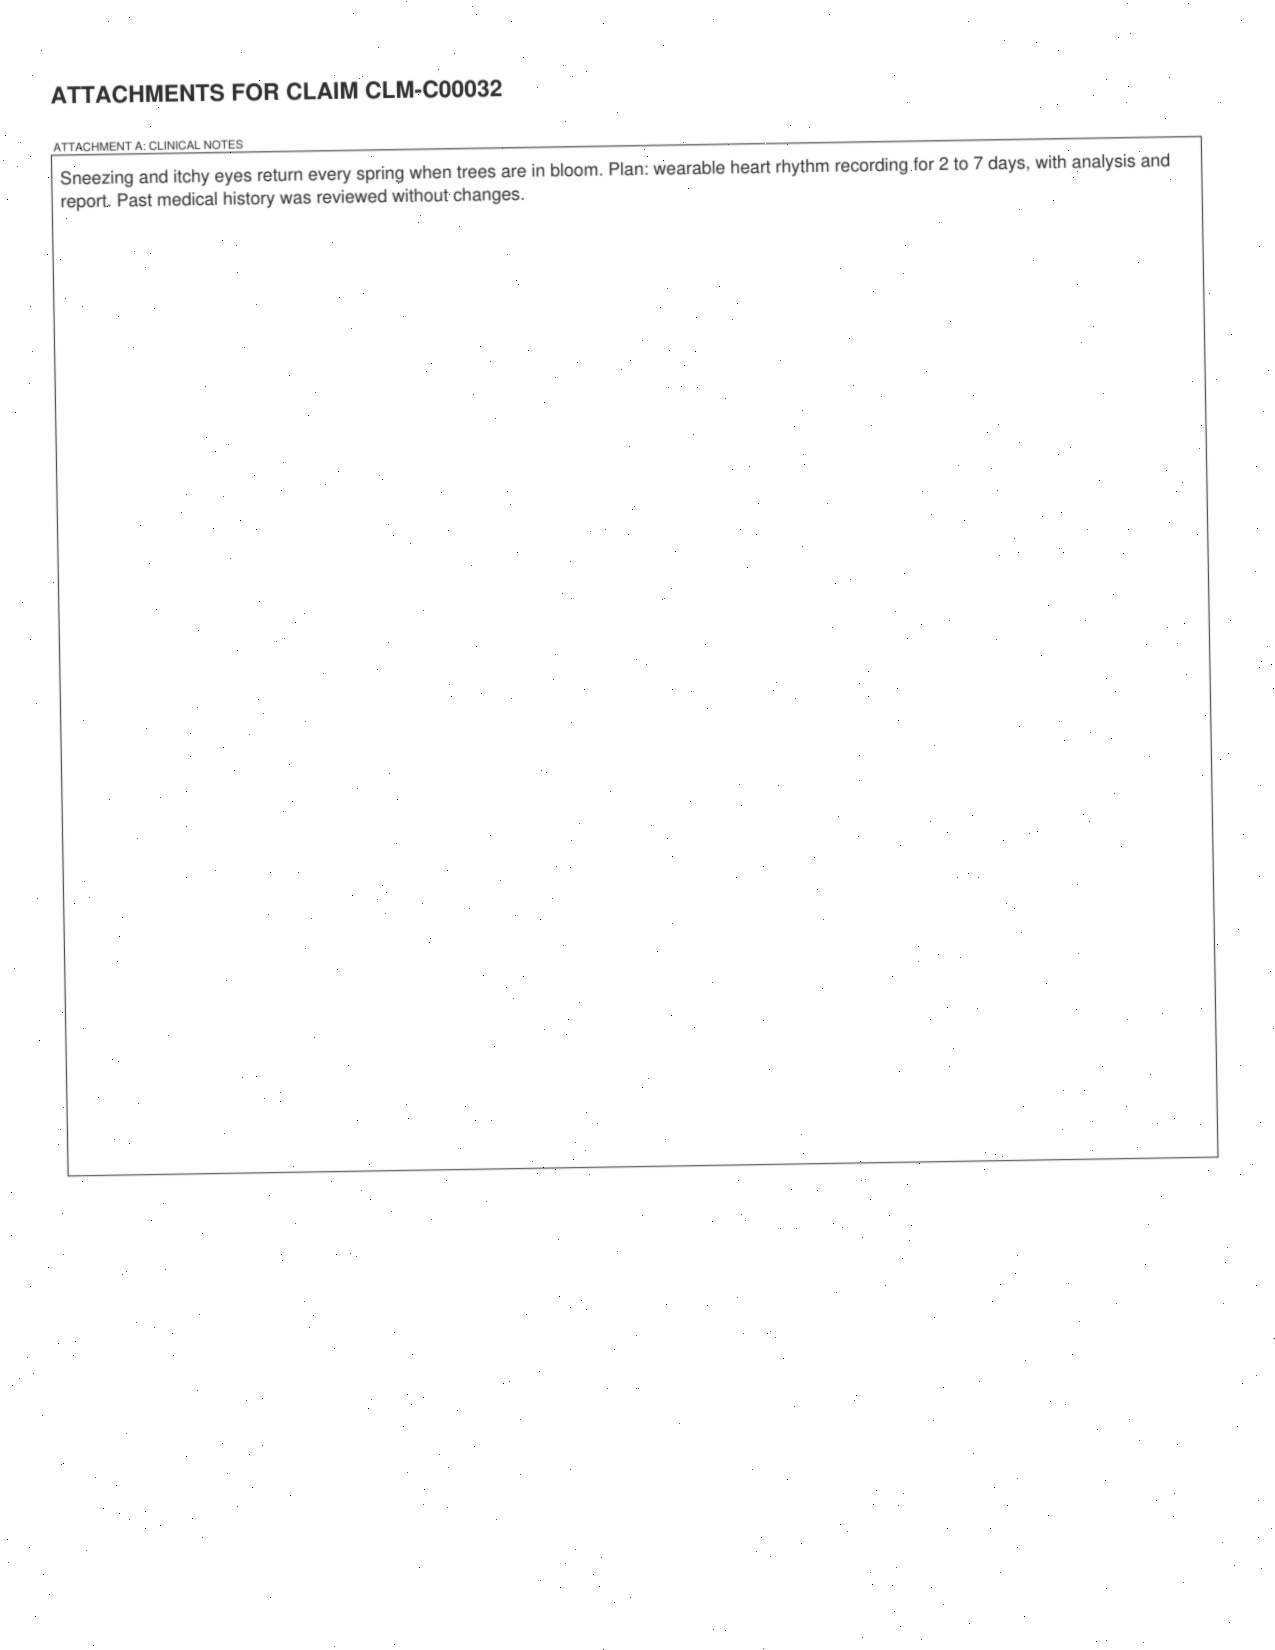 ATTACHMENTS FOR CLAIM CLM-C00032
ATTACHMENT A: CLINICAL NOTES
Sneezing and itchy eyes return every spring when trees are in bloom. Plan: wearable heart rhythm recording for 2 to 7 days, with analysis and
report. Past medical history was reviewed without changes.